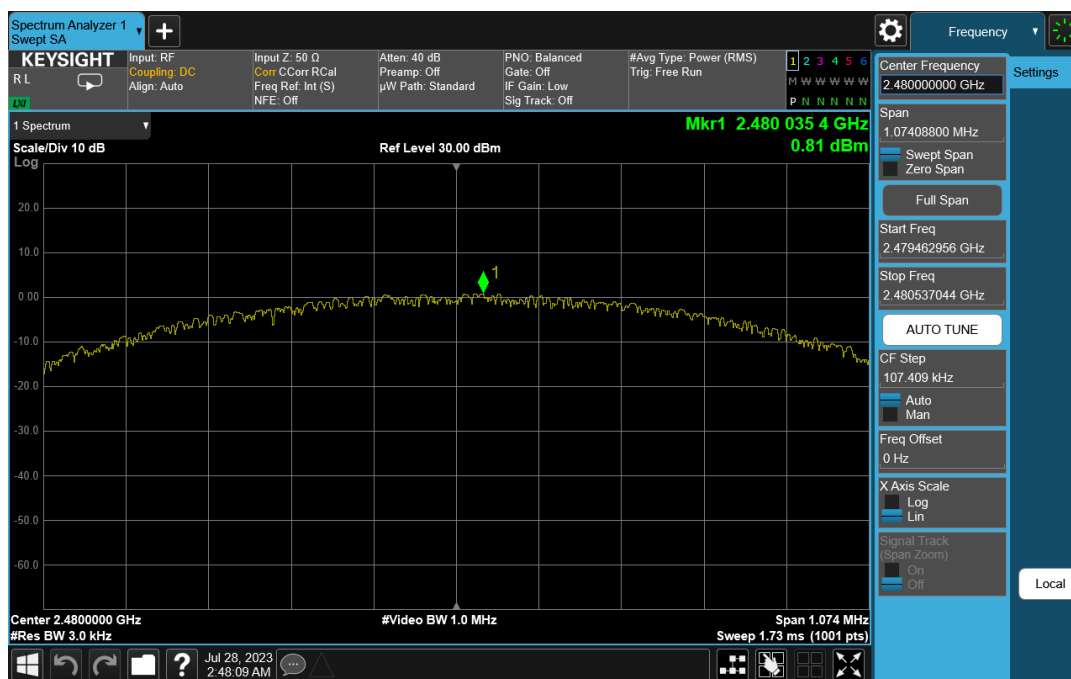 Spectrum Analyzer 1
Swept SA
Frequency
KEYSIGHT
R L
LXI
Input: RF
Coupling: DC
Align: Auto
Input Z: 50 Ω
Corr CCorr RCal
Freq Ref: Int (S)
NFE: Off
Atten: 40 dB
Preamp: Off
µW Path: Standard
PNO: Balanced
Gate: Off
IF Gain: Low
Sig Track: Off
#Avg Type: Power (RMS)
Trig: Free Run
1 2 3 4 5 6
M W W W W W
P N N N N N
1 Spectrum
Scale/Div 10 dB
Log
Ref Level 30.00 dBm
Mkr1 2.480 035 4 GHz
0.81 dBm
20.0
10.0
0.00
-10.0
-20.0
-30.0
-40.0
-50.0
-60.0
1
Center 2.4800000 GHz
#Res BW 3.0 kHz
#Video BW 1.0 MHz
Span 1.074 MHz
Sweep 1.73 ms (1001 pts)
Center Frequency
2.480000000 GHz
Settings
Span
1.07408800 MHz
Swept Span
Zero Span
Full Span
Start Freq
2.479462956 GHz
Stop Freq
2.480537044 GHz
AUTO TUNE
CF Step
107.409 kHz
Auto
Man
Freq Offset
0 Hz
X Axis Scale
Log
Lin
Signal Track
(Span Zoom)
On
Off
Local
?
Jul 28, 2023
2:48:09 AM